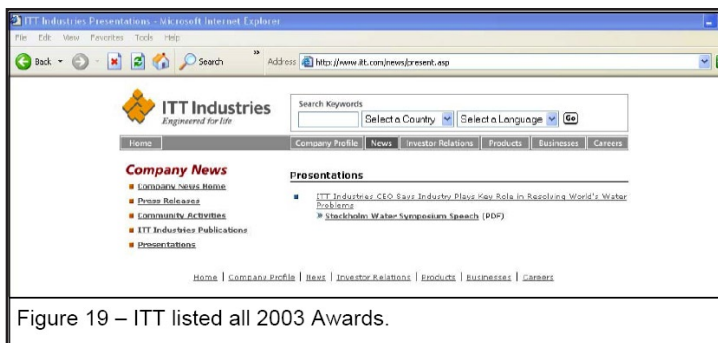 ITT Industries Presentations - Microsoft Internet Explorer
File Edit View Favorites Tools Help
Back Search » Address http://www.itt.com/news/present.asp
ITT Industries
Engineered for life
Search Keywords
Select a Country Select a Language Go
Home Company Profile News Investor Relations Products Businesses Careers
Company News
Company News Home
Press Releases
Community Activities
ITT Industries Publications
Presentations
Presentations
ITT Industries CEO Says Industry Plays Key Role in Resolving World's Water
Problems
» Stockholm Water Symposium Speech (PDF)
Home | Company Profile | News | Investor Relations | Products | Businesses | Careers
Figure 19 – ITT listed all 2003 Awards.